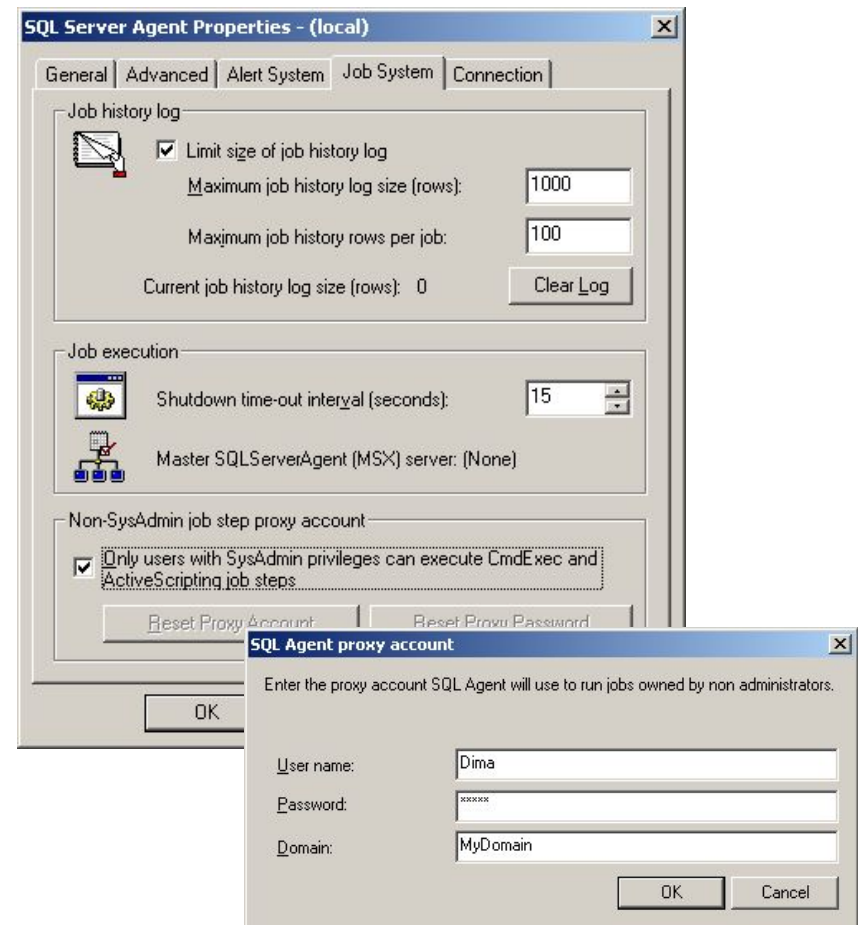 SQL Server Agent Properties - (local)
General Advanced Alert System Job System Connection
Job history log
Limit size of job history log
Maximum job history log size (rows): 1000
Maximum job history rows per job: 100
Current job history log size (rows): 0 Clear Log
Job execution
Shutdown time-out interval (seconds): 15
Master SQLServerAgent (MSX) server: (None)
Non-SysAdmin job step proxy account
Only users with SysAdmin privileges can execute CmdExec and
ActiveScripting job steps
Reset Proxy Account Reset Proxy Password
OK
SQL Agent proxy account
Enter the proxy account SQL Agent will use to run jobs owned by non administrators.
User name: Dima
Password: *****
Domain: MyDomain
OK Cancel